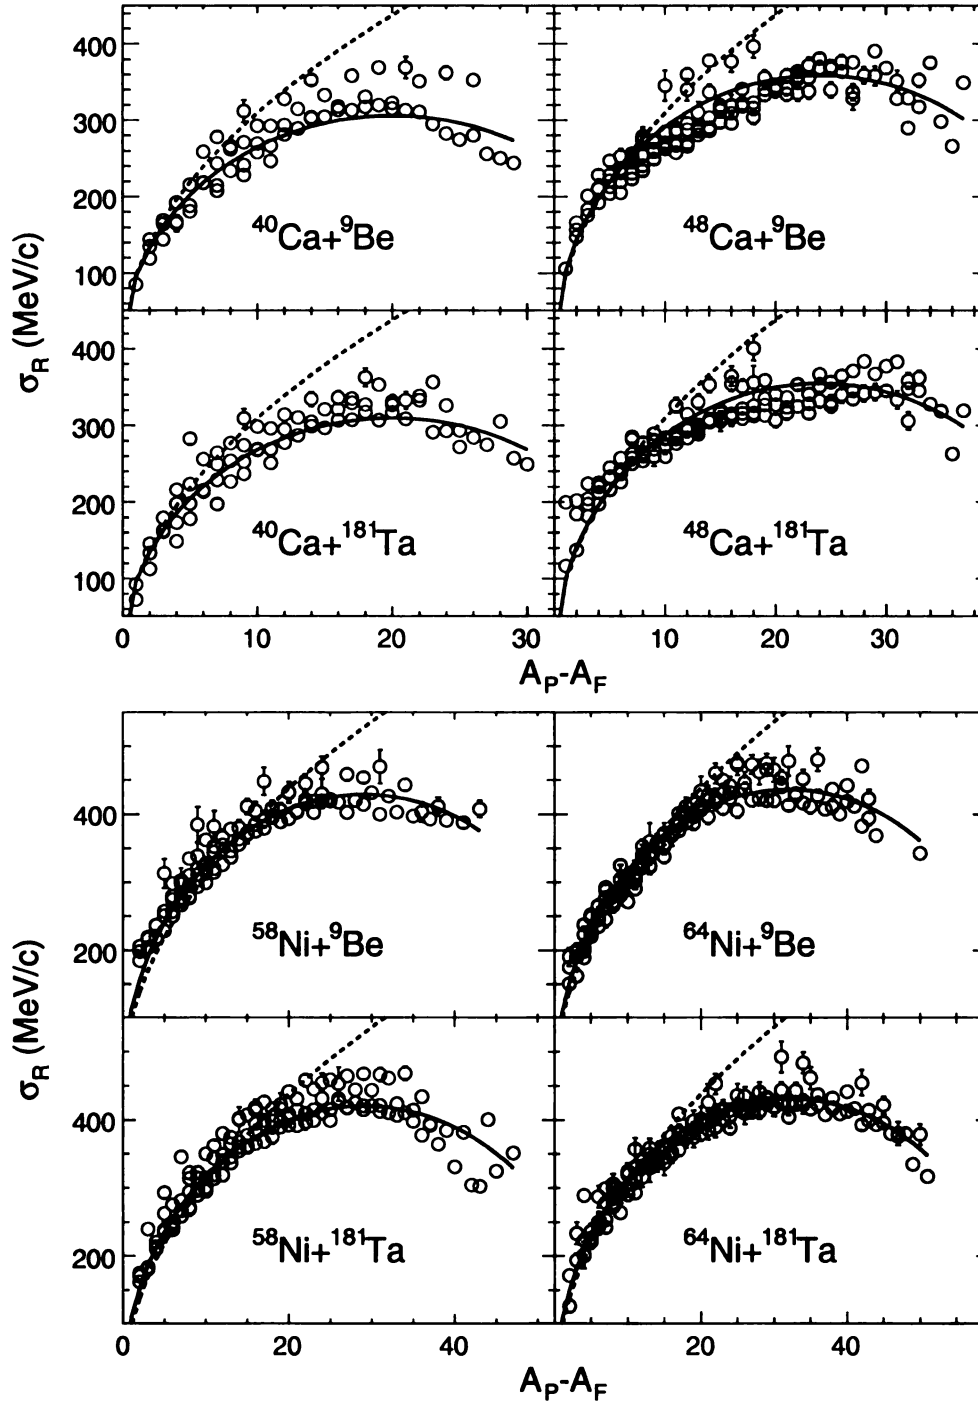 400
300
200
100
⁴⁰Ca+⁹Be
⁴⁸Ca+⁹Be
σR (MeV/c)
400
300
200
100
⁴⁰Ca+¹⁸¹Ta
⁴⁸Ca+¹⁸¹Ta
0 10 20 30 10 20 30
AP-AF
400
200
⁵⁸Ni+⁹Be
⁶⁴Ni+⁹Be
σR (MeV/c)
400
200
⁵⁸Ni+¹⁸¹Ta
⁶⁴Ni+¹⁸¹Ta
0 20 40 20 40
AP-AF